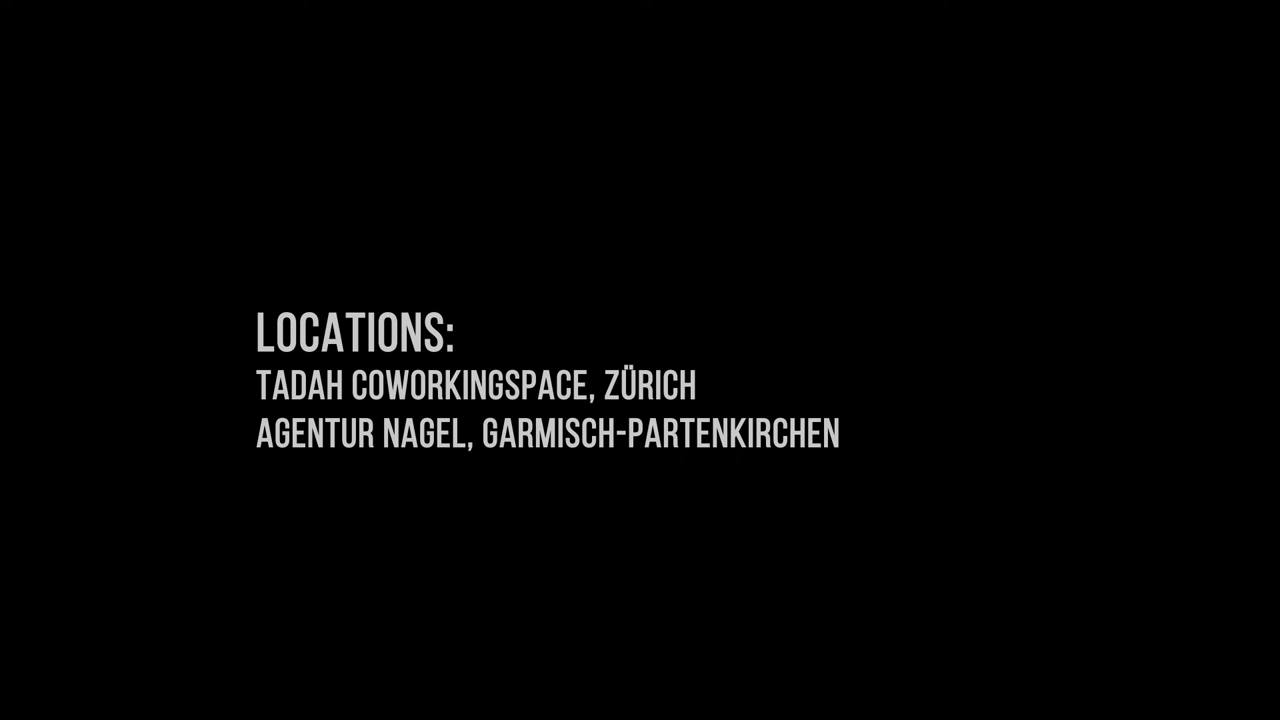 LOCATIONS:
TADAH COWORKINGSPACE, ZÜRICH
AGENTUR NAGEL, GARMISCH-PARTENKIRCHEN